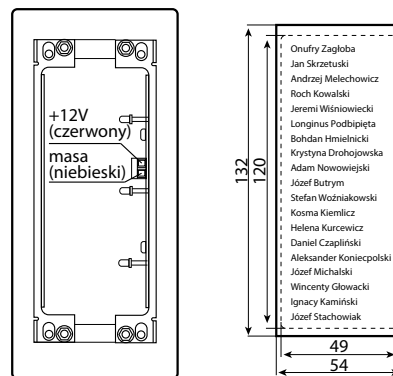 +12V
(czerwony)
masa
(niebieski)
132
120
Onufry Zagłoba
Jan Skrzetuski
Andrzej Melechowicz
Roch Kowalski
Jeremi Wiśniowiecki
Longinus Podbipięta
Bohdan Hmielnicki
Krystyna Drohojowska
Adam Nowowiejski
Józef Butrym
Stefan Woźniakowski
Kosma Kiemlicz
Helena Kurcewicz
Daniel Czapliński
Aleksander Koniecpolski
Józef Michalski
Wincenty Głowacki
Ignacy Kamiński
Józef Stachowiak
49
54